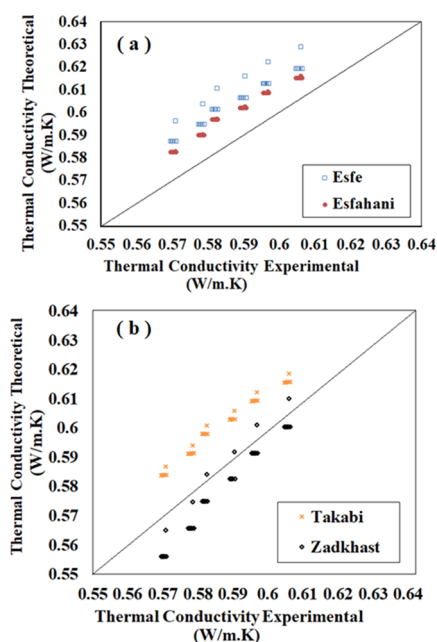 0.64
0.63
0.62
0.61
0.6
0.59
0.58
0.57
0.56
0.55
Thermal Conductivity Theoretical
(W/m.K)
( a )
Esfe
Esfahani
0.55 0.56 0.57 0.58 0.59 0.6 0.61 0.62 0.63 0.64
Thermal Conductivity Experimental
(W/m.K)
0.64
0.63
0.62
0.61
0.6
0.59
0.58
0.57
0.56
0.55
Thermal Conductivity Theoretical
(W/m.K)
( b )
Takabi
Zadkhast
0.55 0.56 0.57 0.58 0.59 0.6 0.61 0.62 0.63 0.64
Thermal Conductivity Experimental
(W/m.K)